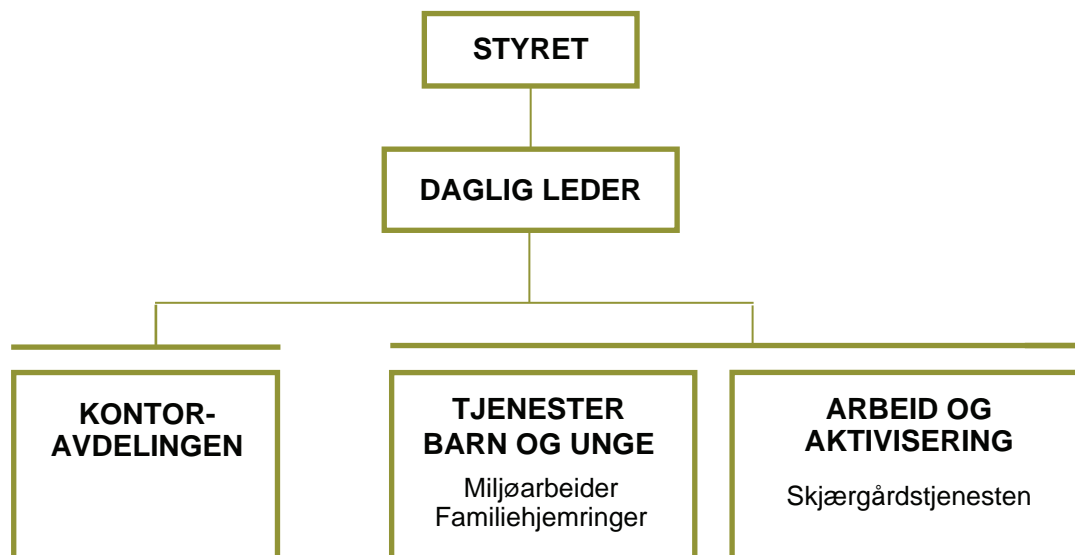 STYRET
DAGLIG LEDER
KONTOR-
AVDELINGEN
TJENESTER
BARN OG UNGE
Miljøarbeider
Familiehjemringer
ARBEID OG
AKTIVISERING
Skjærgårdstjenesten